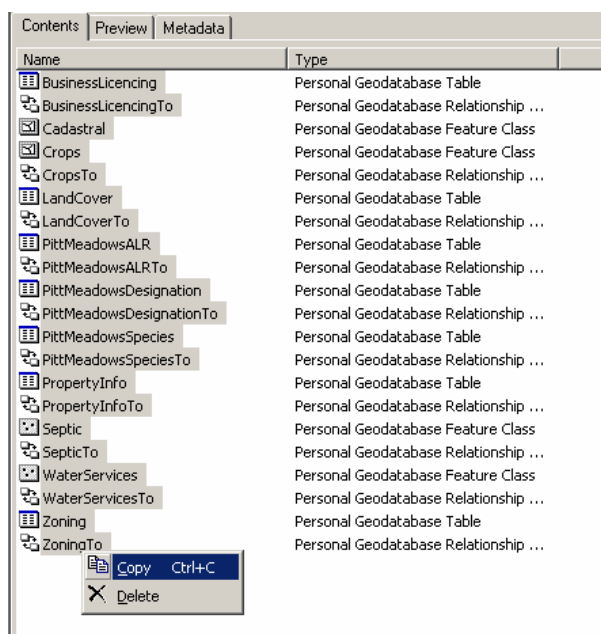 Contents Preview Metadata
Name Type
BusinessLicencing Personal Geodatabase Table
BusinessLicencingTo Personal Geodatabase Relationship ...
Cadastral Personal Geodatabase Feature Class
Crops Personal Geodatabase Feature Class
CropsTo Personal Geodatabase Relationship ...
LandCover Personal Geodatabase Table
LandCoverTo Personal Geodatabase Relationship ...
PittMeadowsALR Personal Geodatabase Table
PittMeadowsALRTo Personal Geodatabase Relationship ...
PittMeadowsDesignation Personal Geodatabase Table
PittMeadowsDesignationTo Personal Geodatabase Relationship ...
PittMeadowsSpecies Personal Geodatabase Table
PittMeadowsSpeciesTo Personal Geodatabase Relationship ...
PropertyInfo Personal Geodatabase Table
PropertyInfoTo Personal Geodatabase Relationship ...
Septic Personal Geodatabase Feature Class
SepticTo Personal Geodatabase Relationship ...
WaterServices Personal Geodatabase Feature Class
WaterServicesTo Personal Geodatabase Relationship ...
Zoning Personal Geodatabase Table
ZoningTo Personal Geodatabase Relationship ...
Copy Ctrl+C
Delete